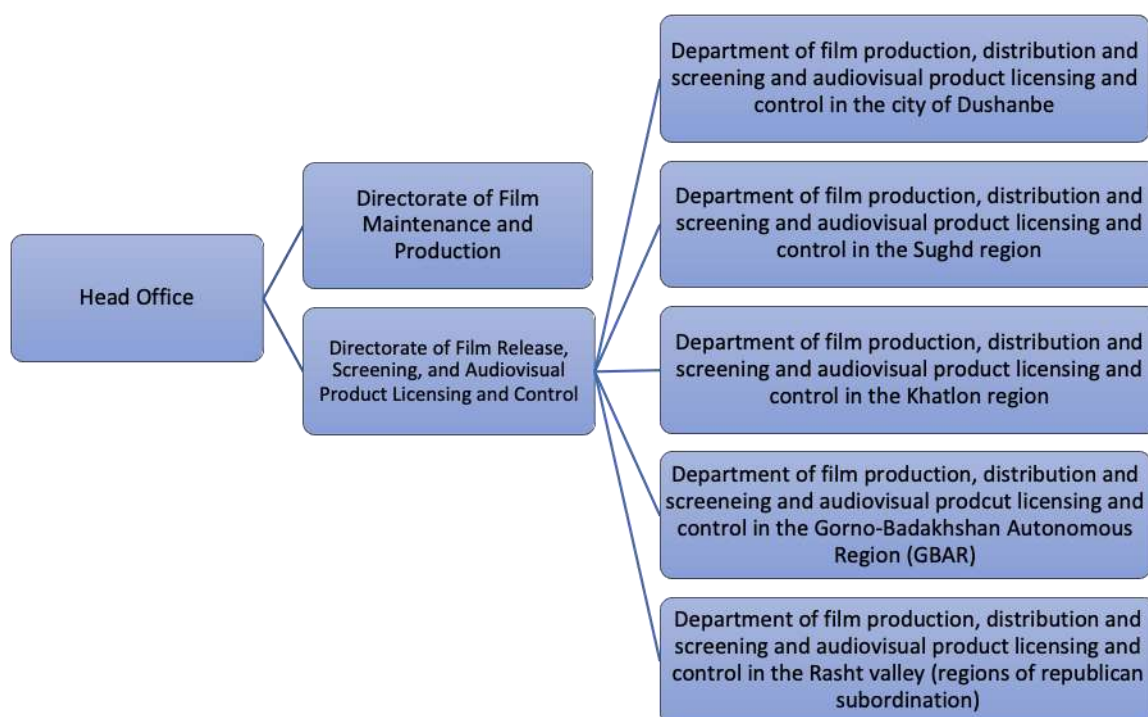 Head Office
Directorate of Film
Maintenance and
Production
Directorate of Film Release,
Screening, and Audiovisual
Product Licensing and Control
Department of film production, distribution and
screening and audiovisual product licensing and
control in the city of Dushanbe
Department of film production, distribution and
screening and audiovisual product licensing and
control in the Sughd region
Department of film production, distribution and
screening and audiovisual product licensing and
control in the Khatlon region
Department of film production, distribution and
screeneing and audiovisual prodcut licensing and
control in the Gorno-Badakhshan Autonomous
Region (GBAR)
Department of film production, distribution and
screening and audiovisual product licensing and
control in the Rasht valley (regions of republican
subordination)